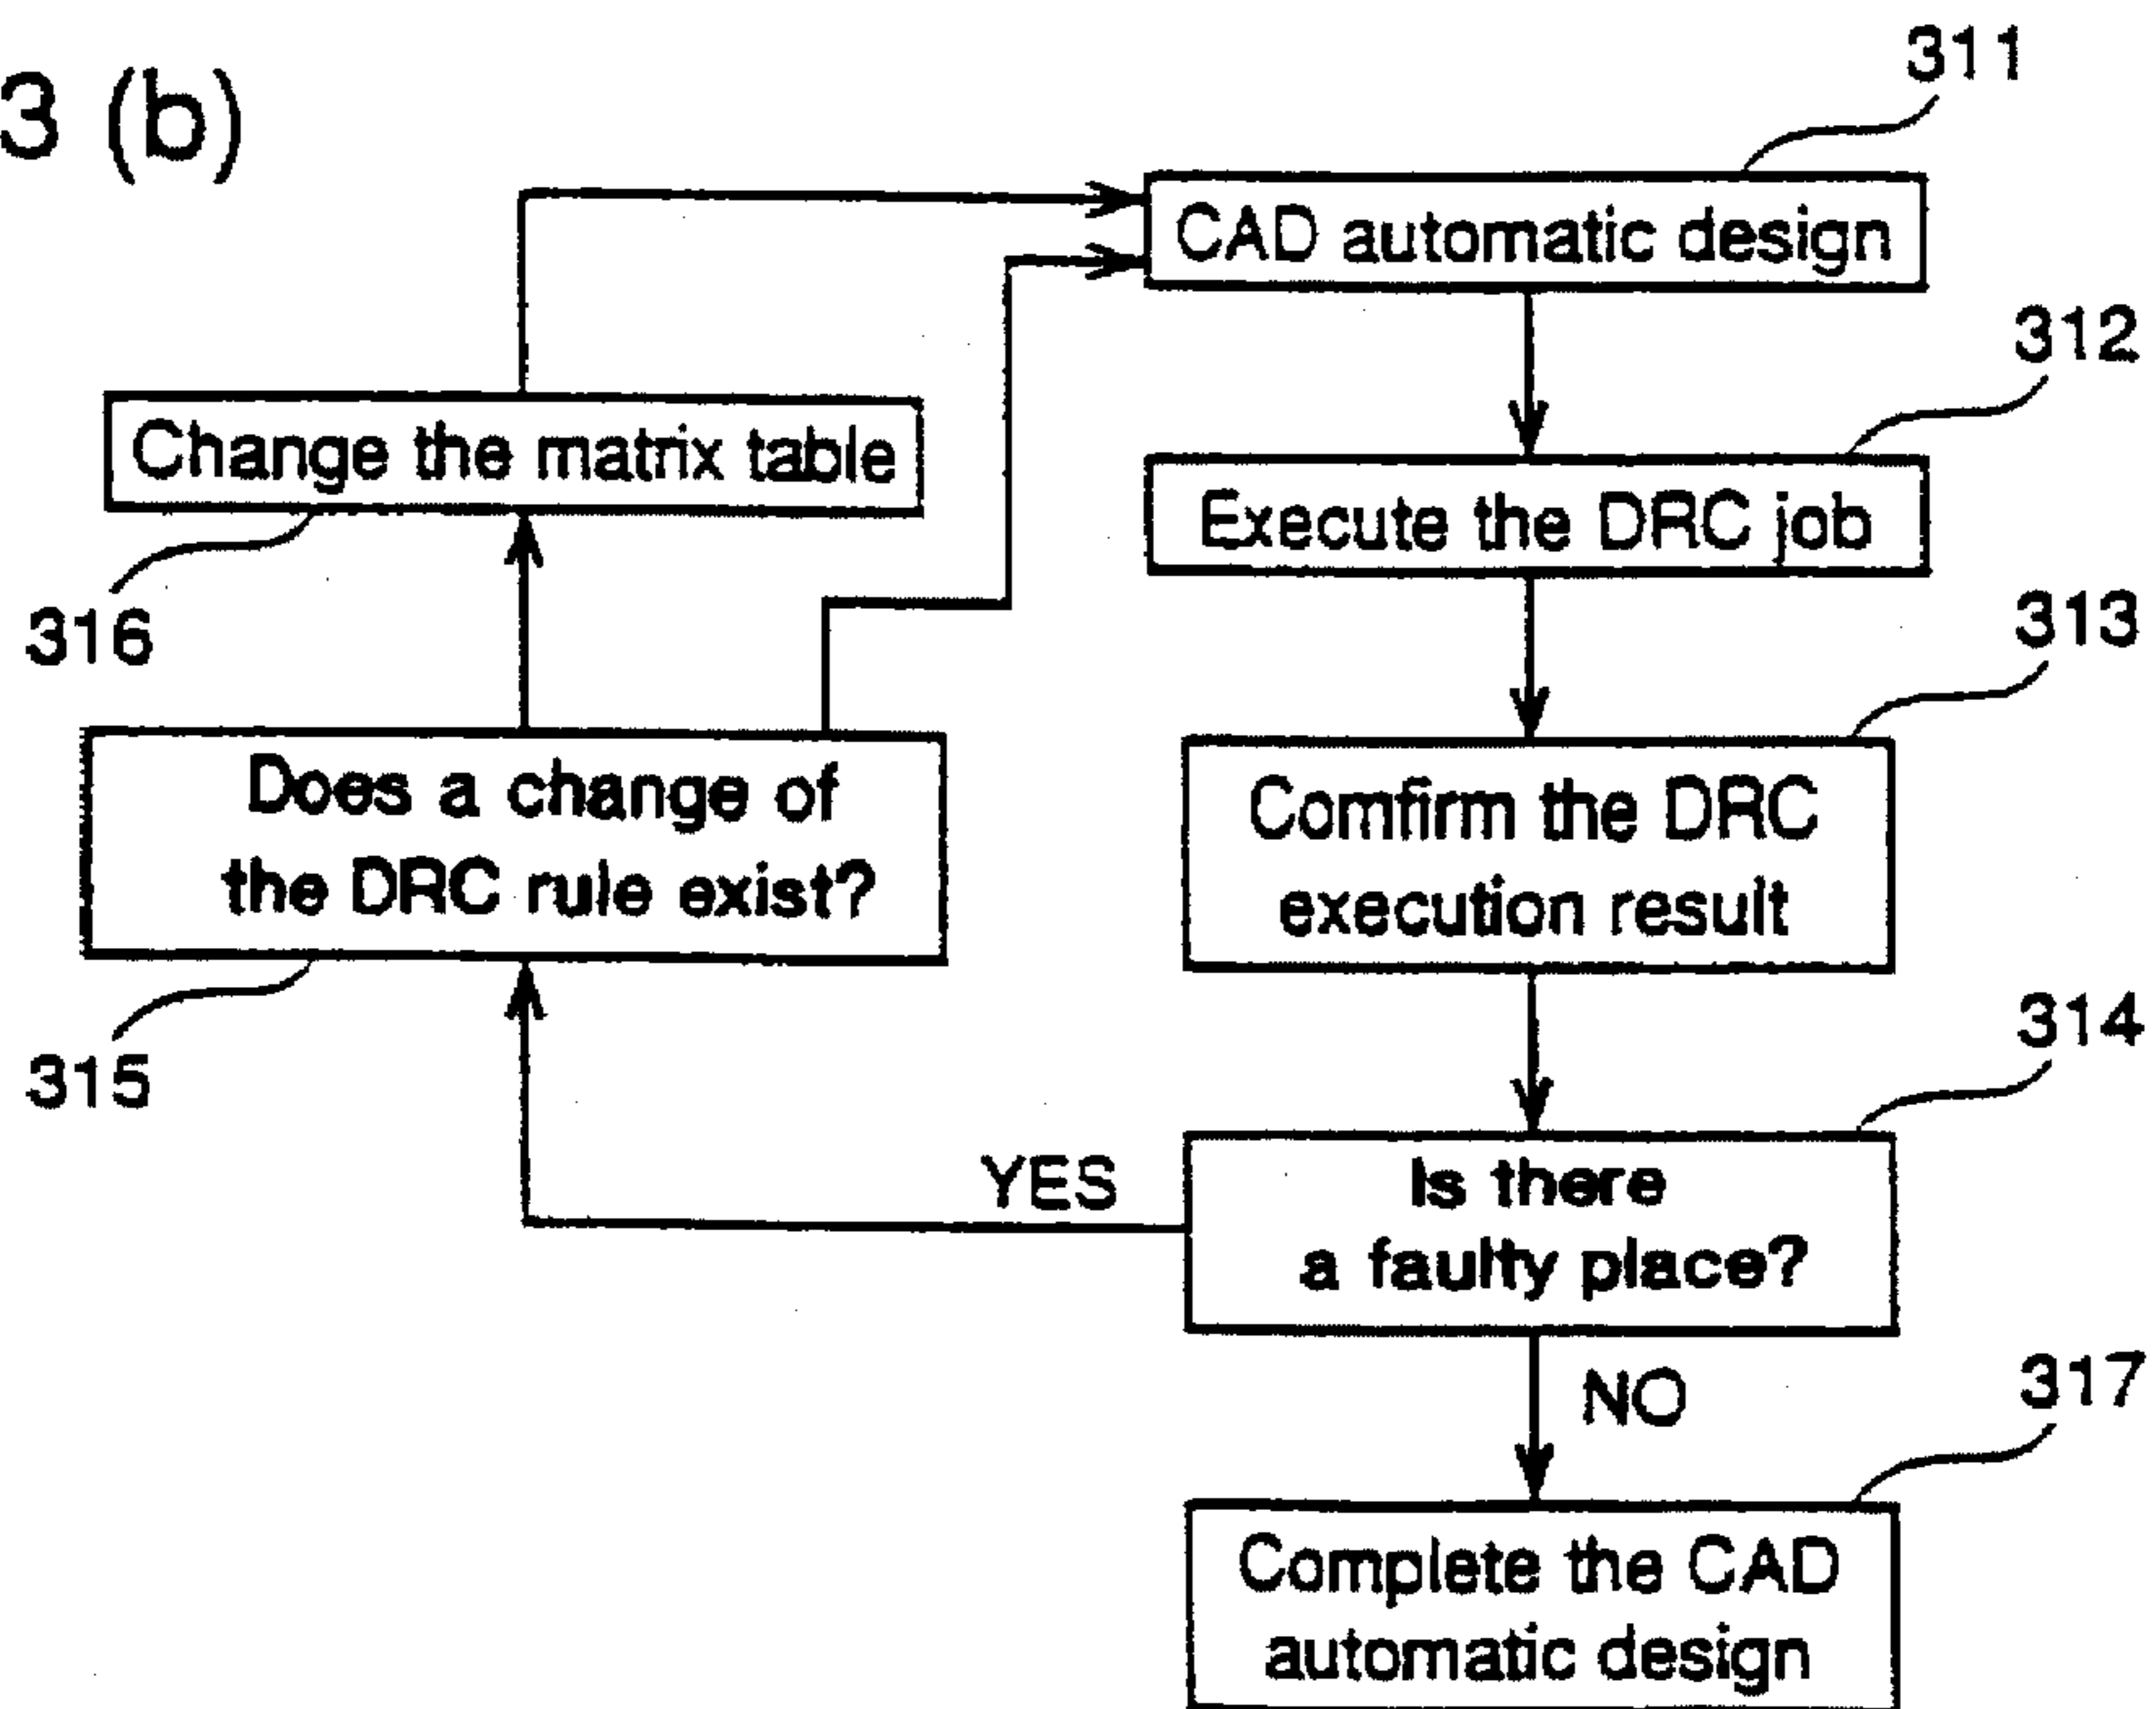 3 (b)
311
CAD automatic design
312
Execute the DRC job
313
Comfirm the DRC
execution result
314
Is there
a faulty place?
YES
NO
315
Does a change of
the DRC rule exist?
316
Change the matrix table
317
Complete the CAD
automatic design